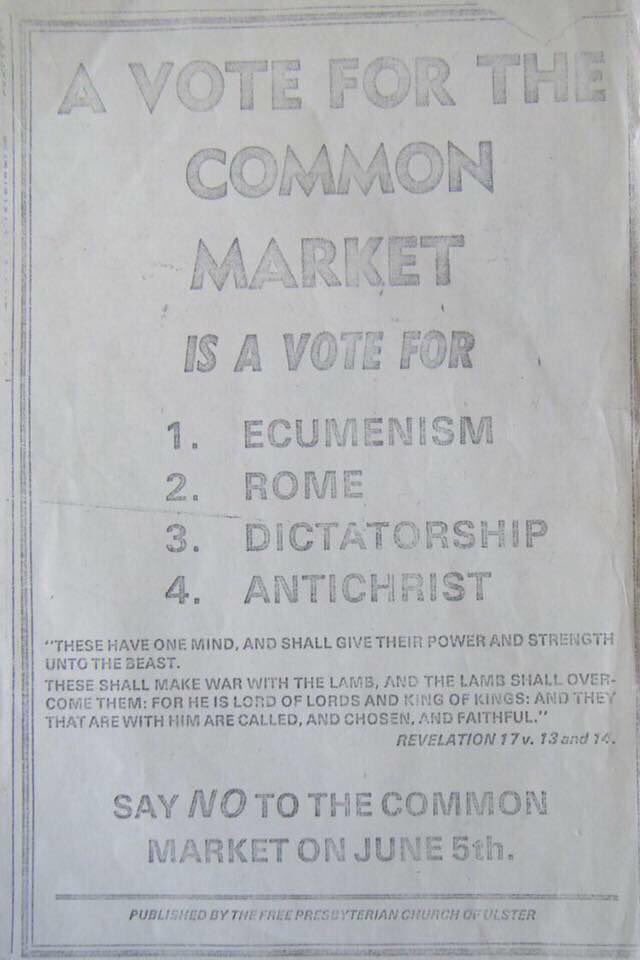 A VOTE FOR THE
COMMON
MARKET
IS A VOTE FOR
1. ECUMENISM
2. ROME
3. DICTATORSHIP
4. ANTICHRIST
"THESE HAVE ONE MIND, AND SHALL GIVE THEIR POWER AND STRENGTH
UNTO THE BEAST.
THESE SHALL MAKE WAR WITH THE LAMB, AND THE LAMB SHALL OVER-
COME THEM: FOR HE IS LORD OF LORDS AND KING OF KINGS: AND THEY
THAT ARE WITH HIM ARE CALLED, AND CHOSEN, AND FAITHFUL."
REVELATION 17 v. 13 and 14.
SAY NO TO THE COMMON
MARKET ON JUNE 5th.
PUBLISHED BY THE FREE PRESBYTERIAN CHURCH OF ULSTER